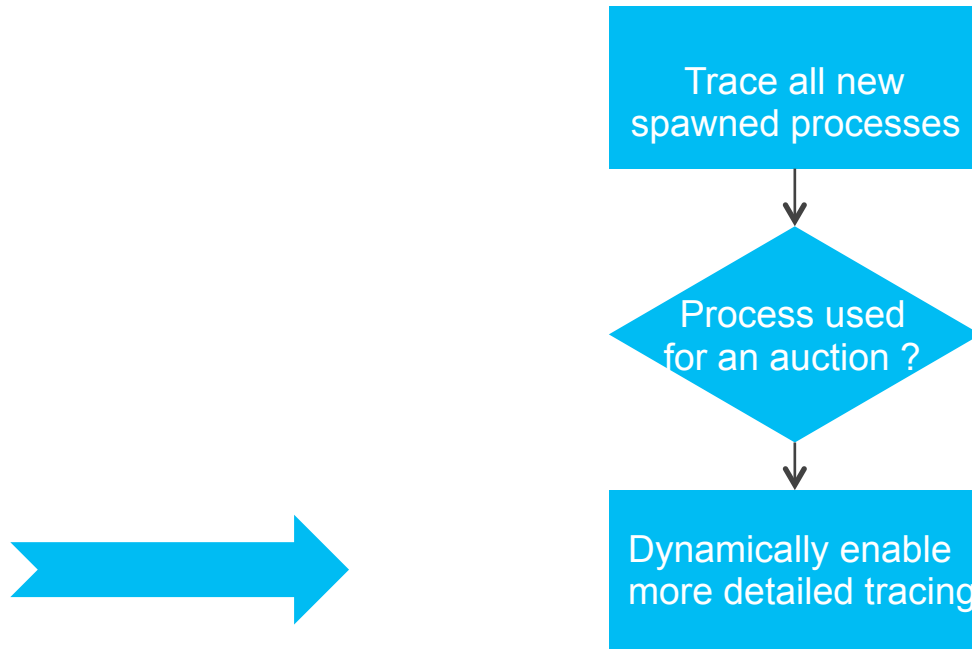 Trace all new
spawned processes
Process used
for an auction ?
Dynamically enable
more detailed tracing